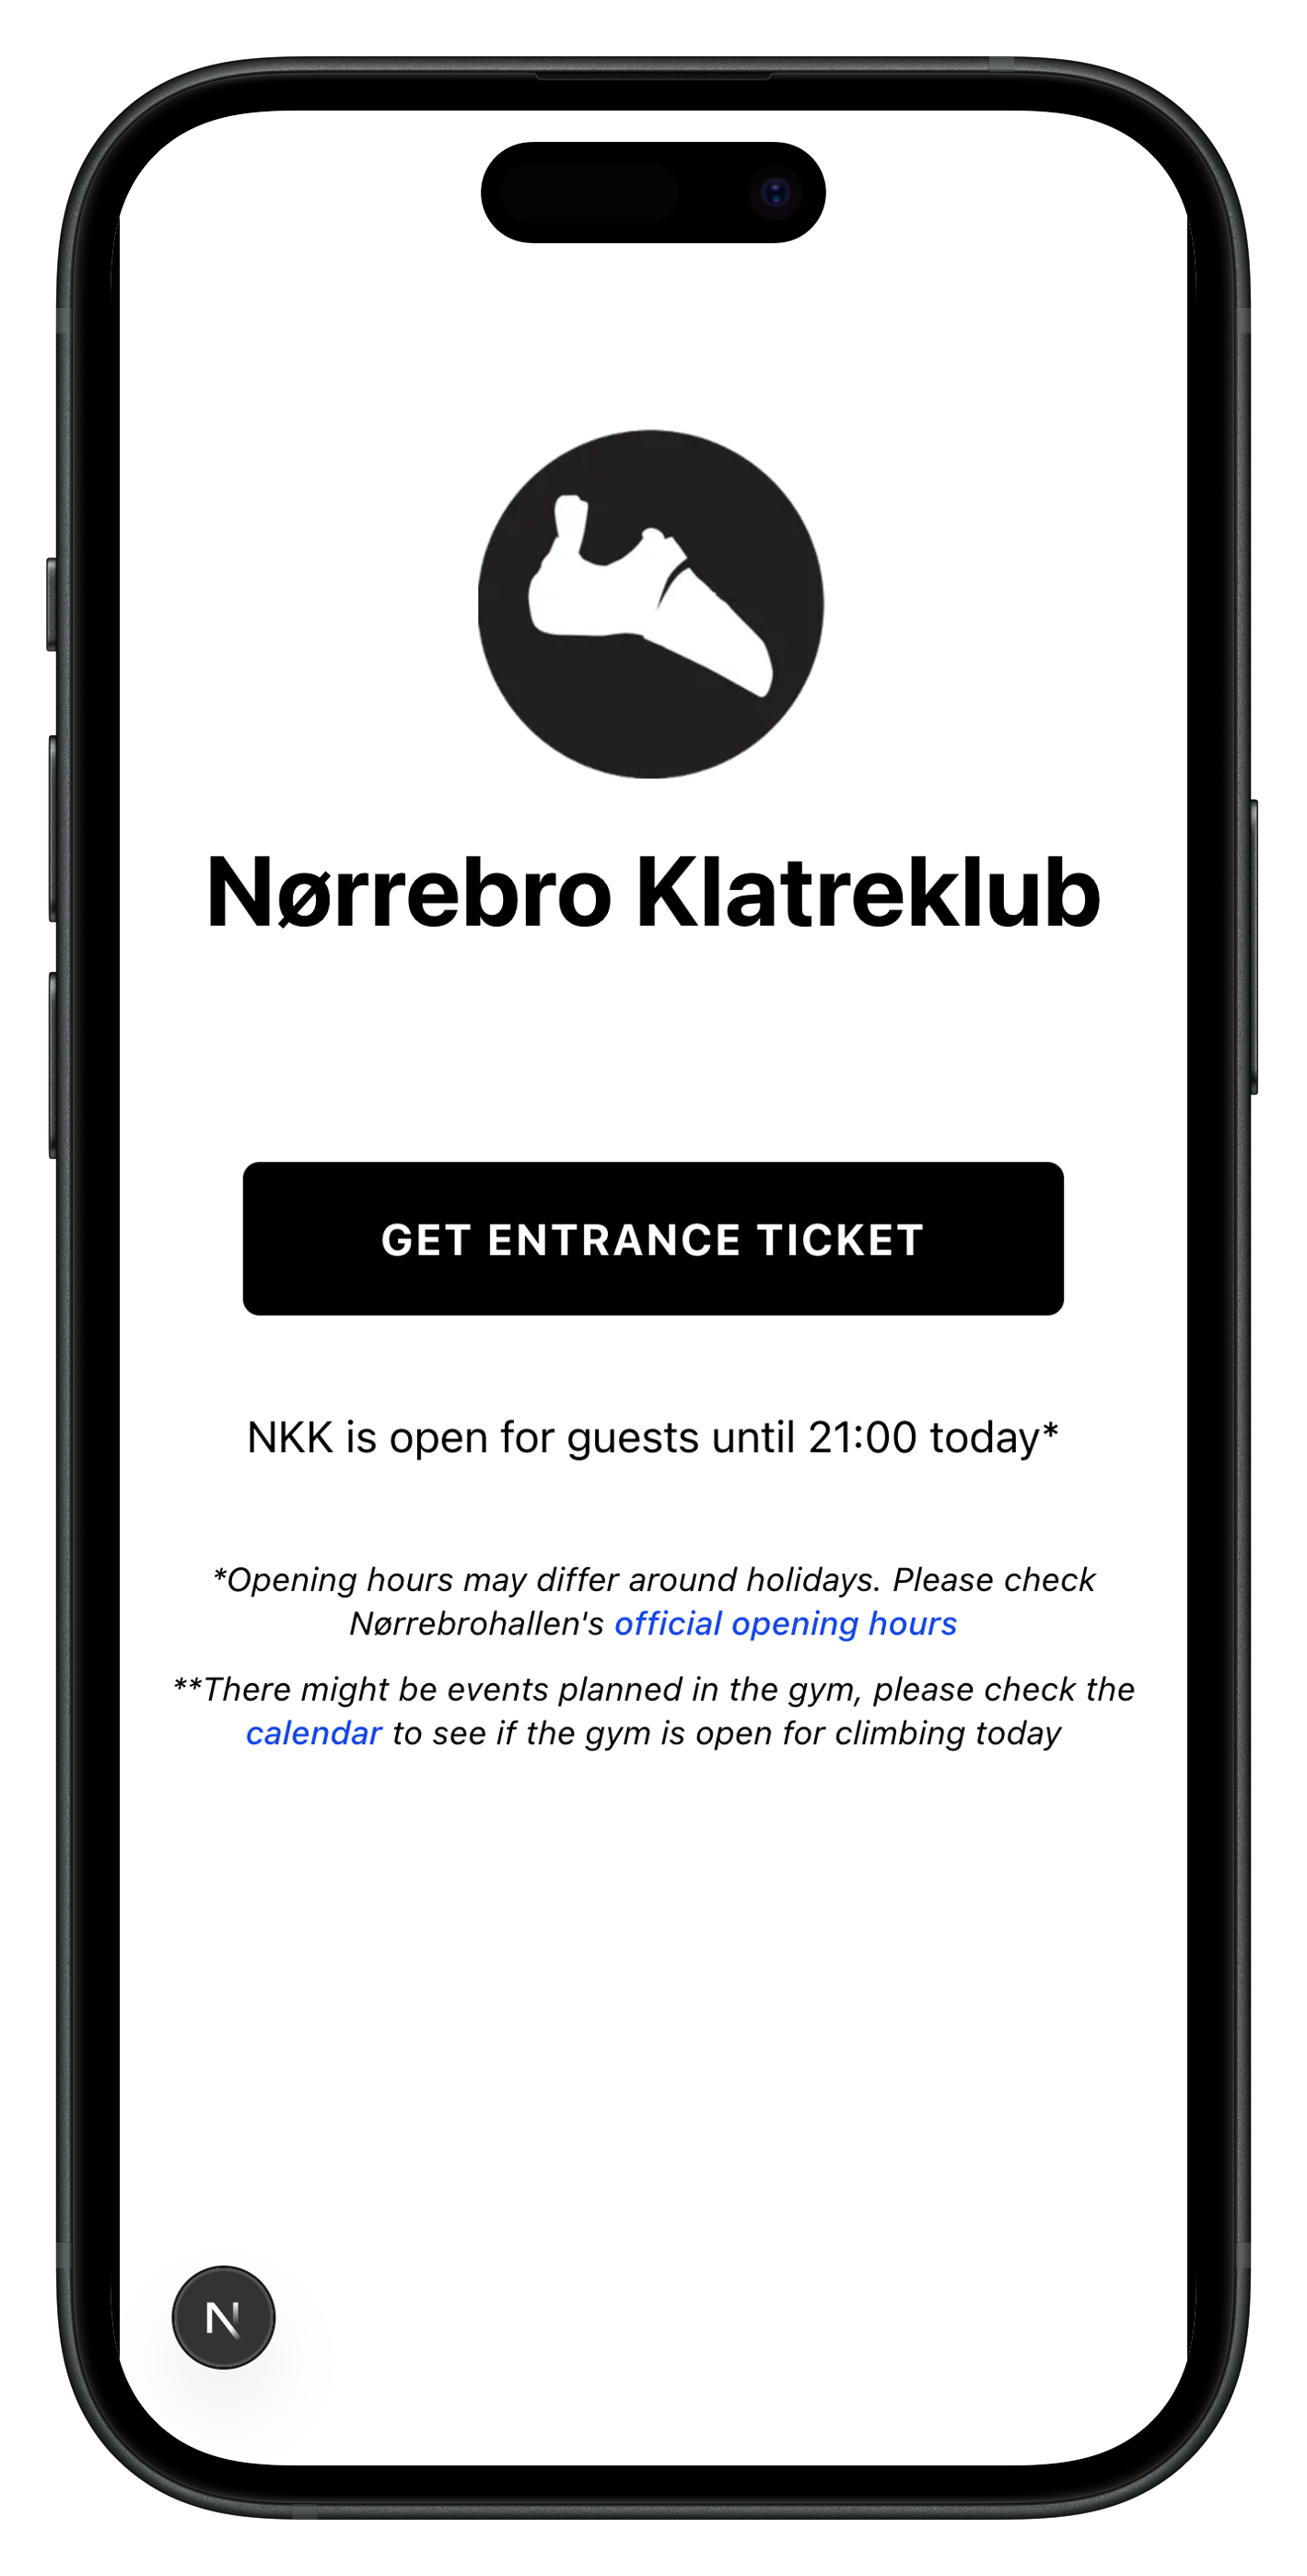 Nørrebro Klatreklub
GET ENTRANCE TICKET
NKK is open for guests until 21:00 today*
*Opening hours may differ around holidays. Please check
Nørrebrohallen's official opening hours
**There might be events planned in the gym, please check the
calendar to see if the gym is open for climbing today
N